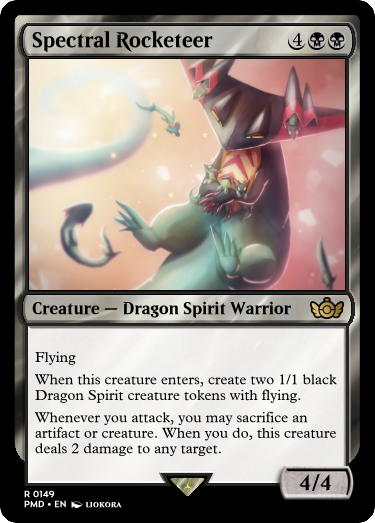 Spectral Rocketeer 4
Creature — Dragon Spirit Warrior
Flying
When this creature enters, create two 1/1 black
Dragon Spirit creature tokens with flying.
Whenever you attack, you may sacrifice an
artifact or creature. When you do, this creature
deals 2 damage to any target.
4/4
R 0149
PMD • EN LIOKORA